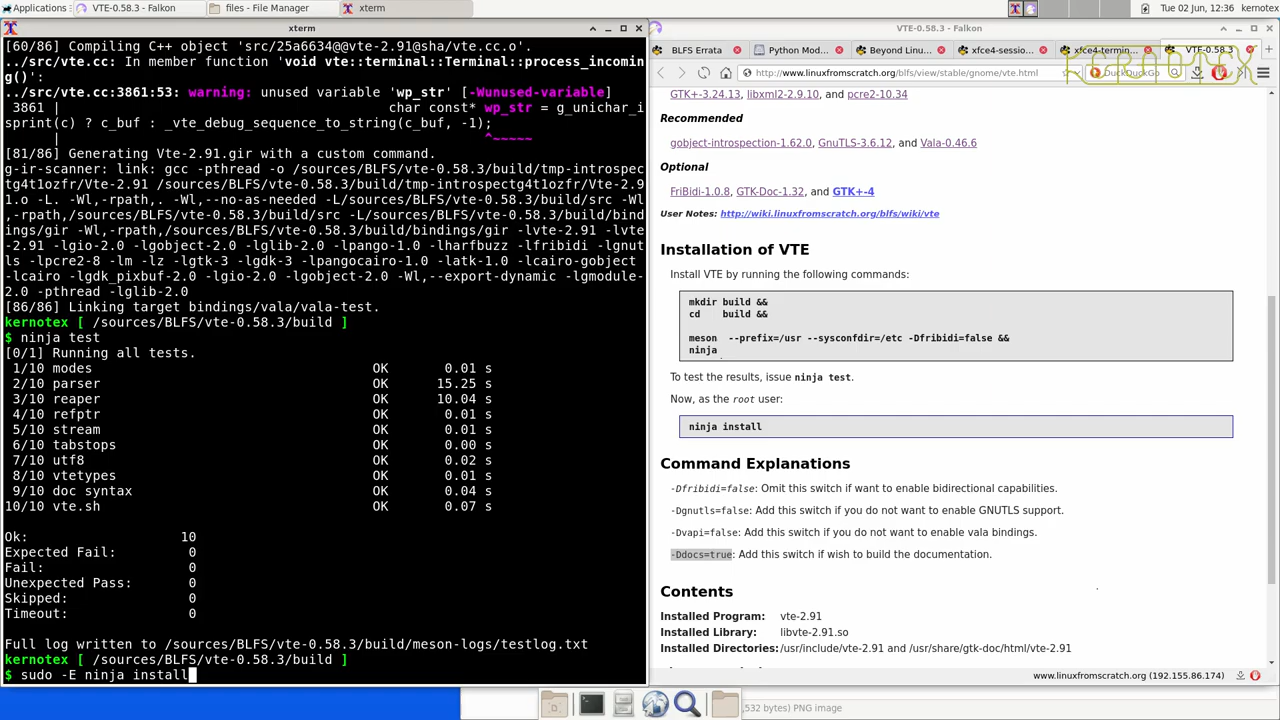 Applications
VTE-0.58.3 - Falkon
files - File Manager
xterm
Tue 02 Jun, 12:36
kernotex
xterm
[60/86] Compiling C++ object 'src/25a6634@@vte-2.91@sha/vte.cc.o'.
../src/vte.cc: In member function 'void vte::terminal::Terminal::process_incomin
g()':
../src/vte.cc:3861:53: warning: unused variable 'wp_str' [-Wunused-variable]
 3861 |                                         char const* wp_str = g_unichar_i
sprint(c) ? c_buf : _vte_debug_sequence_to_string(c_buf, -1);
      |                                                     ^~~~~~
[81/86] Generating Vte-2.91.gir with a custom command.
g-ir-scanner: link: gcc -pthread -o /sources/BLFS/vte-0.58.3/build/tmp-introspec
tg4t1ozfr/Vte-2.91 /sources/BLFS/vte-0.58.3/build/tmp-introspectg4t1ozfr/Vte-2.9
1.o -L. -Wl,-rpath,. -Wl,--no-as-needed -L/sources/BLFS/vte-0.58.3/build/src -Wl
,-rpath,/sources/BLFS/vte-0.58.3/build/src -L/sources/BLFS/vte-0.58.3/build/bind
ings/gir -Wl,-rpath,/sources/BLFS/vte-0.58.3/build/bindings/gir -lvte-2.91 -lvte
-2.91 -lgio-2.0 -lgobject-2.0 -lglib-2.0 -lpango-1.0 -lharfbuzz -lfribidi -lgnut
ls -lpcre2-8 -lm -lz -lgtk-3 -lgdk-3 -lpangocairo-1.0 -latk-1.0 -lcairo-gobject
-lcairo -lgdk_pixbuf-2.0 -lgio-2.0 -lgobject-2.0 -Wl,--export-dynamic -lgmodule-
2.0 -pthread -lglib-2.0
[86/86] Linking target bindings/vala/vala-test.
kernotex [ /sources/BLFS/vte-0.58.3/build ]
$ ninja test
[0/1] Running all tests.
 1/10 modes OK 0.01 s
 2/10 parser OK 15.25 s
 3/10 reaper OK 10.04 s
 4/10 refptr OK 0.01 s
 5/10 stream OK 0.01 s
 6/10 tabstops OK 0.00 s
 7/10 utf8 OK 0.02 s
 8/10 vtetypes OK 0.01 s
 9/10 doc syntax OK 0.04 s
10/10 vte.sh OK 0.07 s
Ok: 10
Expected Fail: 0
Fail: 0
Unexpected Pass: 0
Skipped: 0
Timeout: 0
Full log written to /sources/BLFS/vte-0.58.3/build/meson-logs/testlog.txt
kernotex [ /sources/BLFS/vte-0.58.3/build ]
$ sudo -E ninja install
VTE-0.58.3 - Falkon
BLFS Errata
Python Mod...
Beyond Linu...
xfce4-sessio...
xfce4-termin...
VTE-0.58.3
http://www.linuxfromscratch.org/blfs/view/stable/gnome/vte.html
DuckDuckGo
KERNOTEX
GTK+-3.24.13, libxml2-2.9.10, and pcre2-10.34
Recommended
gobject-introspection-1.62.0, GnuTLS-3.6.12, and Vala-0.46.6
Optional
FriBidi-1.0.8, GTK-Doc-1.32, and GTK+-4
User Notes: http://wiki.linuxfromscratch.org/blfs/wiki/vte
Installation of VTE
Install VTE by running the following commands:
mkdir build &&
cd    build &&
meson  --prefix=/usr --sysconfdir=/etc -Dfribidi=false &&
ninja
To test the results, issue ninja test.
Now, as the root user:
ninja install
Command Explanations
-Dfribidi=false: Omit this switch if want to enable bidirectional capabilities.
-Dgnutls=false: Add this switch if you do not want to enable GNUTLS support.
-Dvapi=false: Add this switch if you do not want to enable vala bindings.
-Ddocs=true: Add this switch if wish to build the documentation.
Contents
Installed Program: vte-2.91
Installed Library: libvte-2.91.so
Installed Directories: /usr/include/vte-2.91 and /usr/share/gtk-doc/html/vte-2.91
www.linuxfromscratch.org (192.155.86.174)
,532 bytes) PNG image